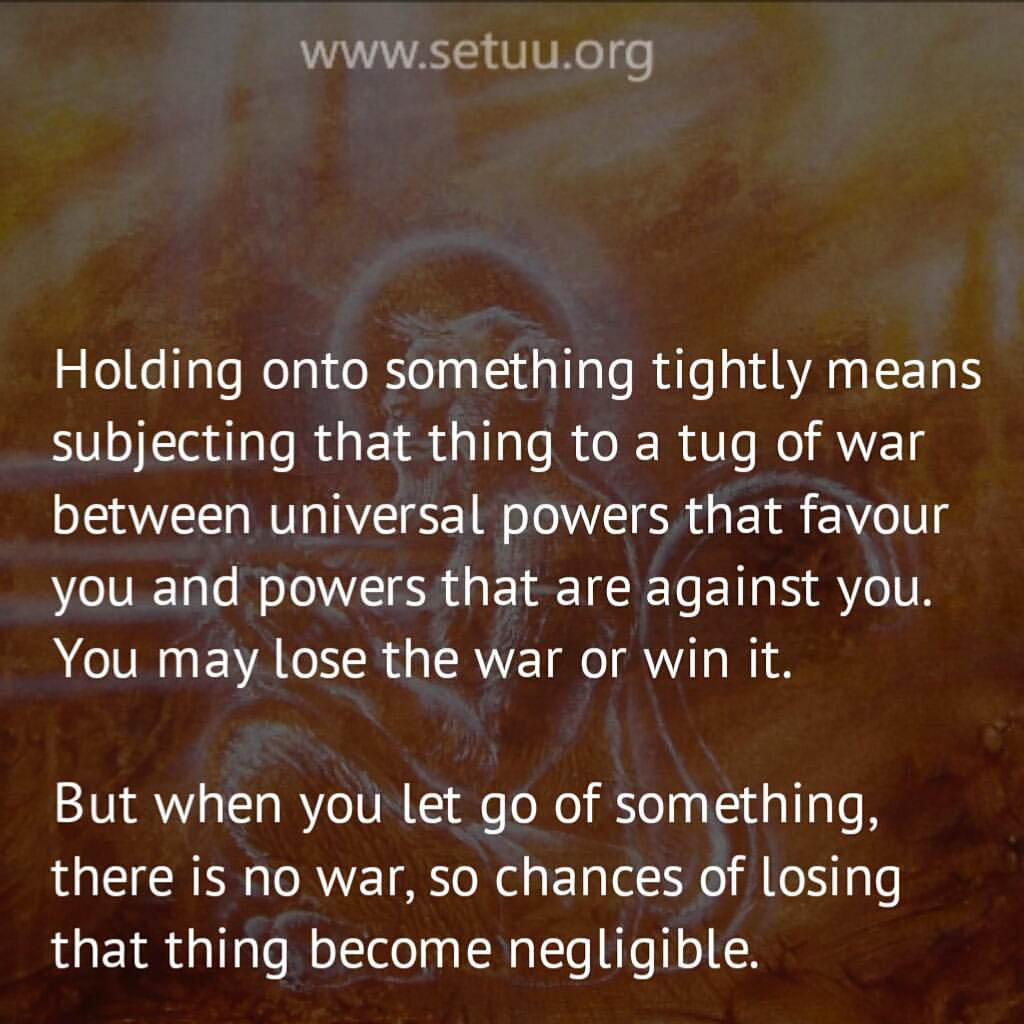 www.setuu.org
Holding onto something tightly means
subjecting that thing to a tug of war
between universal powers that favour
you and powers that are against you.
You may lose the war or win it.
But when you let go of something,
there is no war, so chances of losing
that thing become negligible.